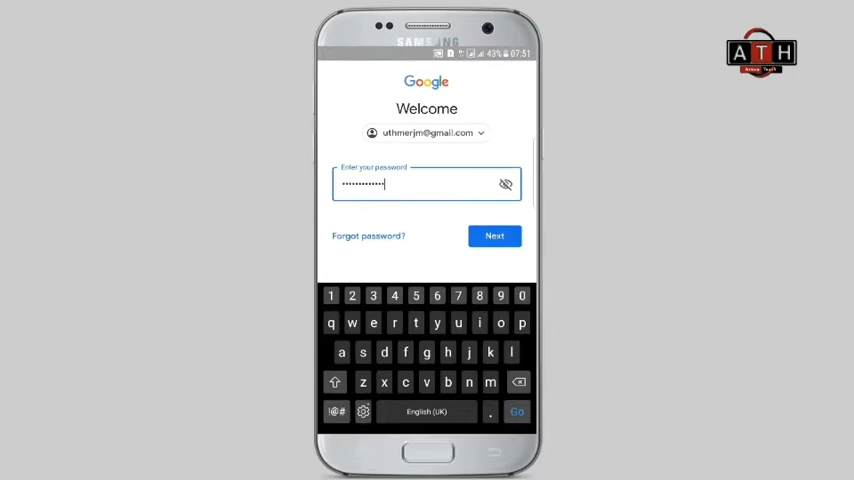 SAMSUNG
43% 07:51
Google
Welcome
uthmerjm@gmail.com
Enter your password
•••••••••••••
Forgot password?
Next
1 2 3 4 5 6 7 8 9 0
q w e r t y u i o p
a s d f g h j k l
z x c v b n m
!@# English (UK) . Go
ATH